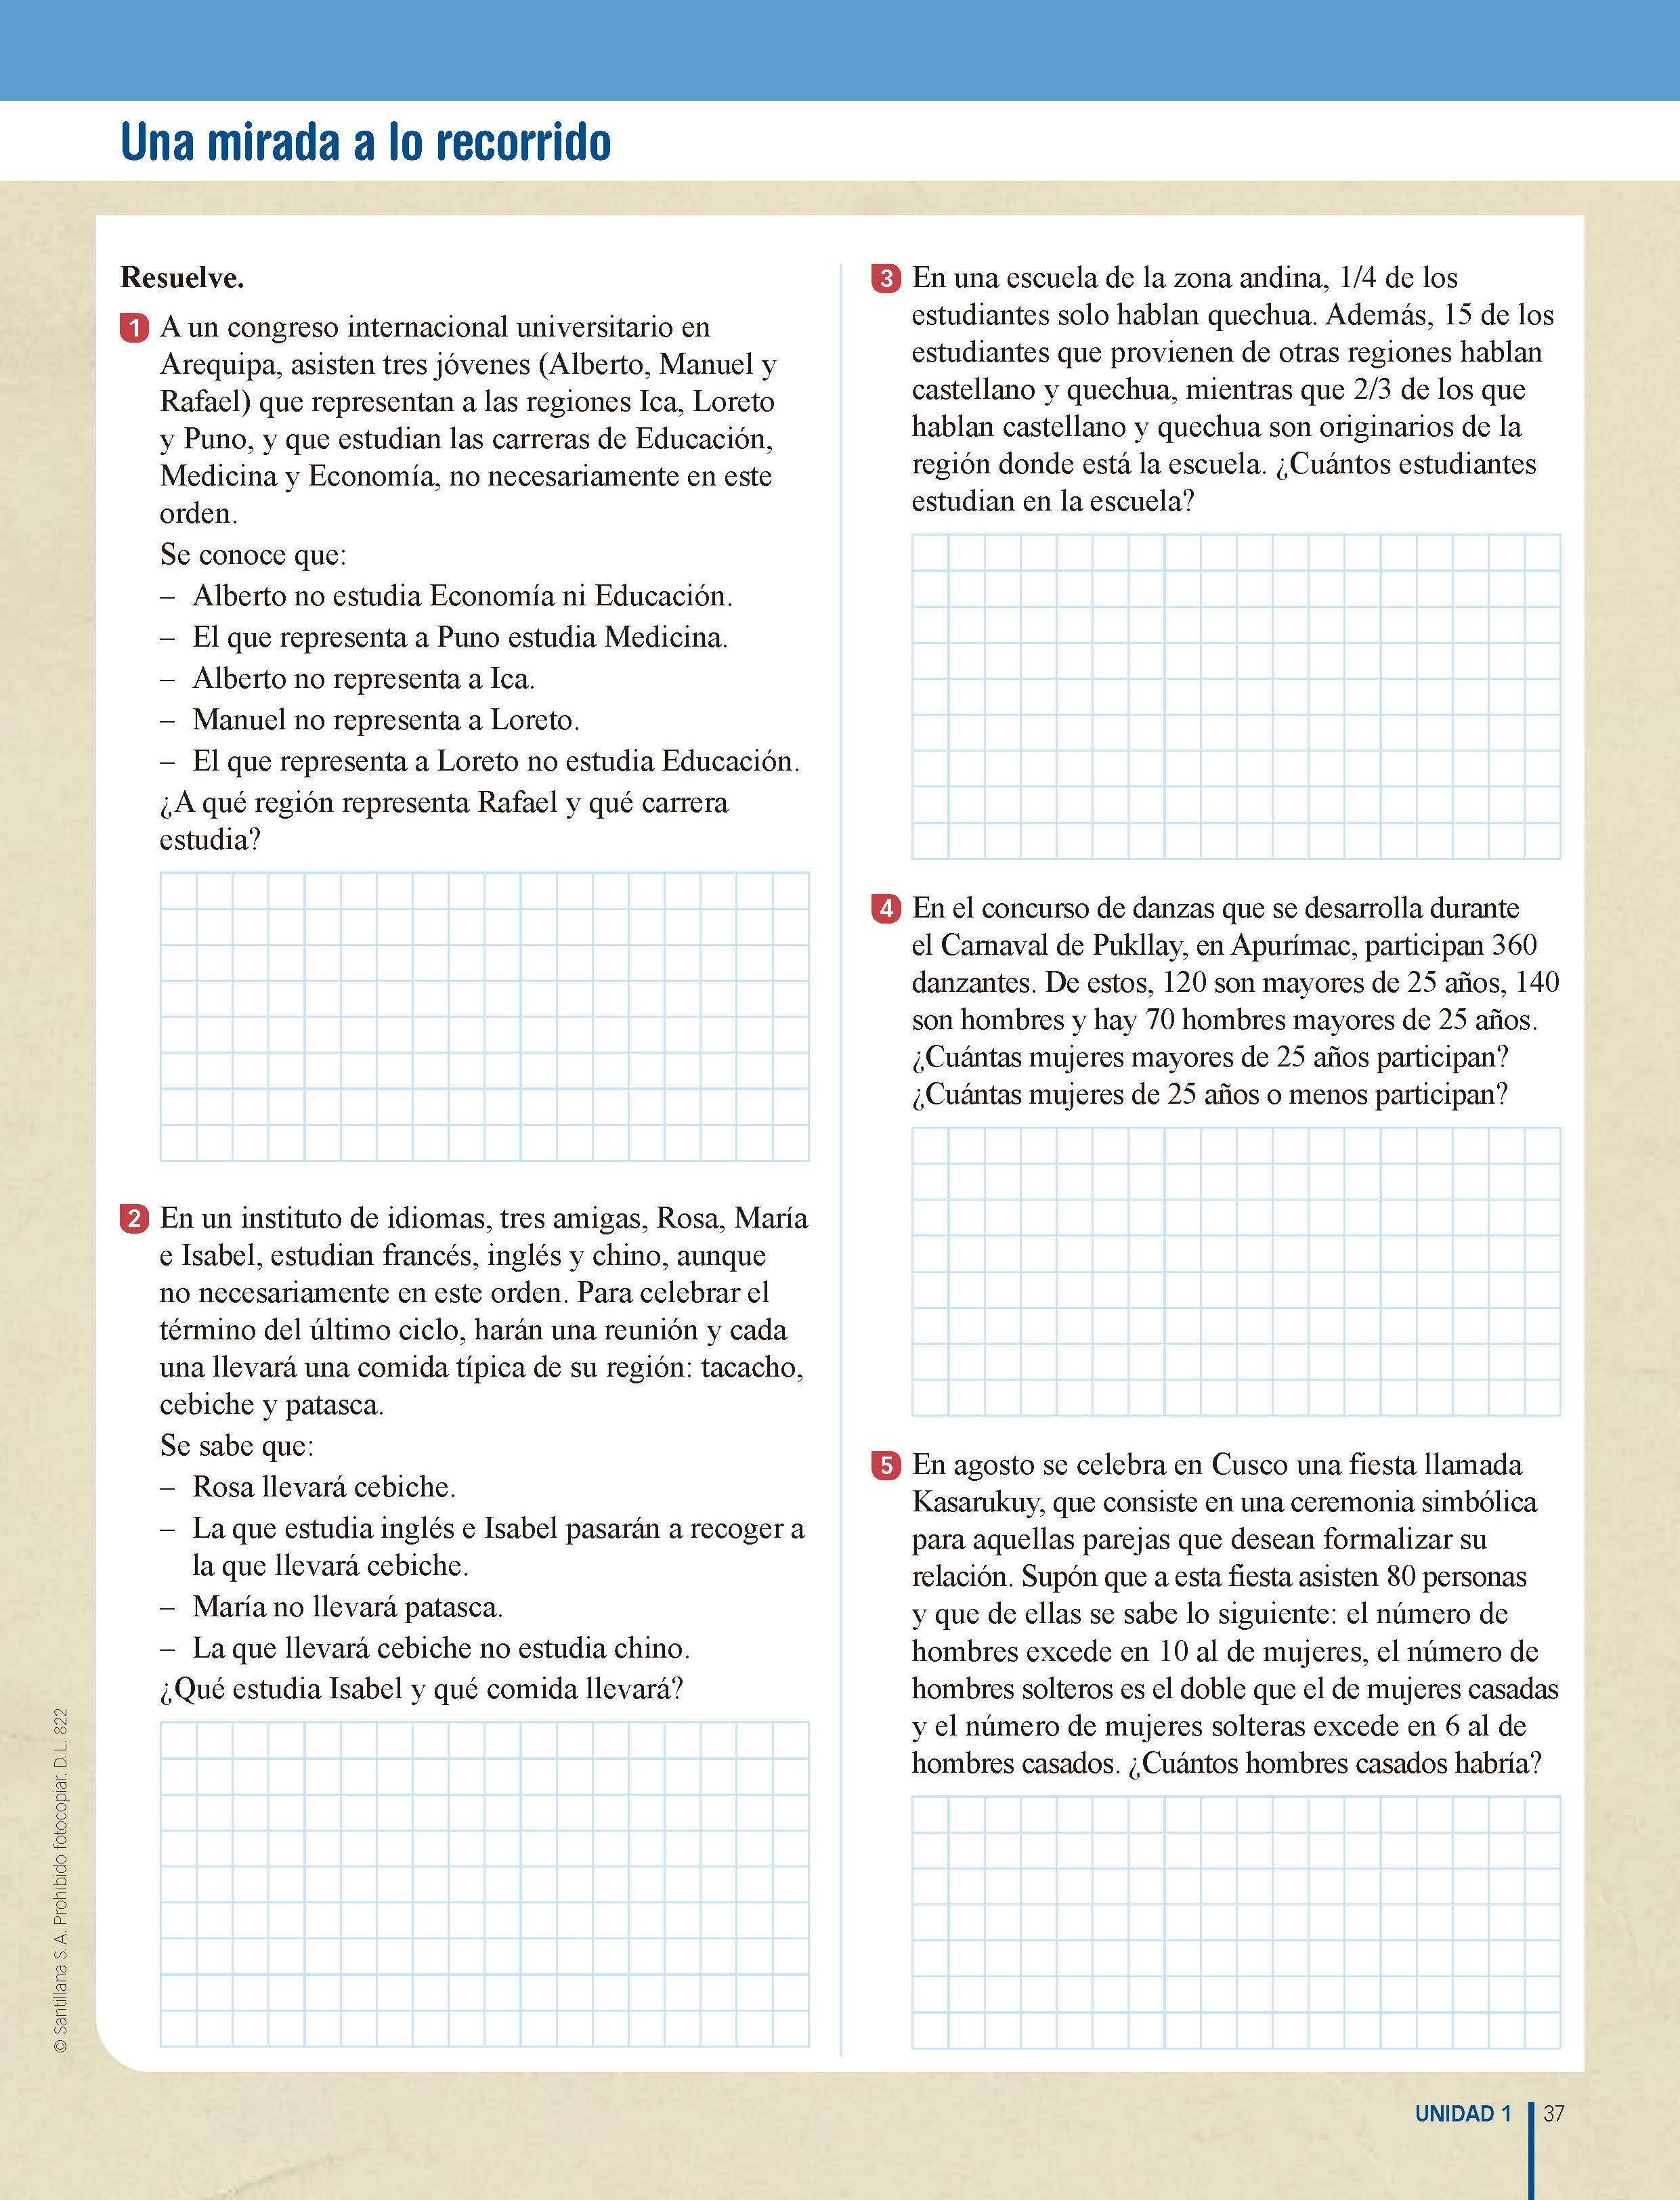 Una mirada a lo recorrido
Resuelve.
1 A un congreso internacional universitario en
Arequipa, asisten tres jóvenes (Alberto, Manuel y
Rafael) que representan a las regiones Ica, Loreto
y Puno, y que estudian las carreras de Educación,
Medicina y Economía, no necesariamente en este
orden.
Se conoce que:
– Alberto no estudia Economía ni Educación.
– El que representa a Puno estudia Medicina.
– Alberto no representa a Ica.
– Manuel no representa a Loreto.
– El que representa a Loreto no estudia Educación.
¿A qué región representa Rafael y qué carrera
estudia?
2 En un instituto de idiomas, tres amigas, Rosa, María
e Isabel, estudian francés, inglés y chino, aunque
no necesariamente en este orden. Para celebrar el
término del último ciclo, harán una reunión y cada
una llevará una comida típica de su región: tacacho,
cebiche y patasca.
Se sabe que:
– Rosa llevará cebiche.
– La que estudia inglés e Isabel pasarán a recoger a
la que llevará cebiche.
– María no llevará patasca.
– La que llevará cebiche no estudia chino.
¿Qué estudia Isabel y qué comida llevará?
3 En una escuela de la zona andina, 1/4 de los
estudiantes solo hablan quechua. Además, 15 de los
estudiantes que provienen de otras regiones hablan
castellano y quechua, mientras que 2/3 de los que
hablan castellano y quechua son originarios de la
región donde está la escuela. ¿Cuántos estudiantes
estudian en la escuela?
4 En el concurso de danzas que se desarrolla durante
el Carnaval de Pukllay, en Apurímac, participan 360
danzantes. De estos, 120 son mayores de 25 años, 140
son hombres y hay 70 hombres mayores de 25 años.
¿Cuántas mujeres mayores de 25 años participan?
¿Cuántas mujeres de 25 años o menos participan?
5 En agosto se celebra en Cusco una fiesta llamada
Kasarukuy, que consiste en una ceremonia simbólica
para aquellas parejas que desean formalizar su
relación. Supón que a esta fiesta asisten 80 personas
y que de ellas se sabe lo siguiente: el número de
hombres excede en 10 al de mujeres, el número de
hombres solteros es el doble que el de mujeres casadas
y el número de mujeres solteras excede en 6 al de
hombres casados. ¿Cuántos hombres casados habría?
© Santillana S. A. Prohibido fotocopiar. D. L. 822
UNIDAD 1 37